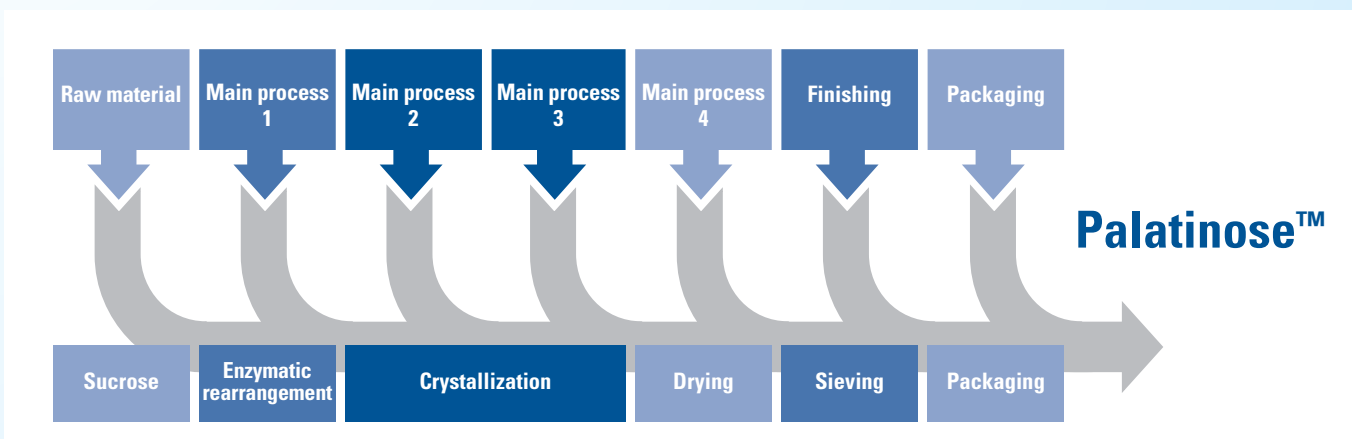 Raw material
Main process
1
Main process
2
Main process
3
Main process
4
Finishing
Packaging
Palatinose™
Sucrose
Enzymatic
rearrangement
Crystallization
Drying
Sieving
Packaging